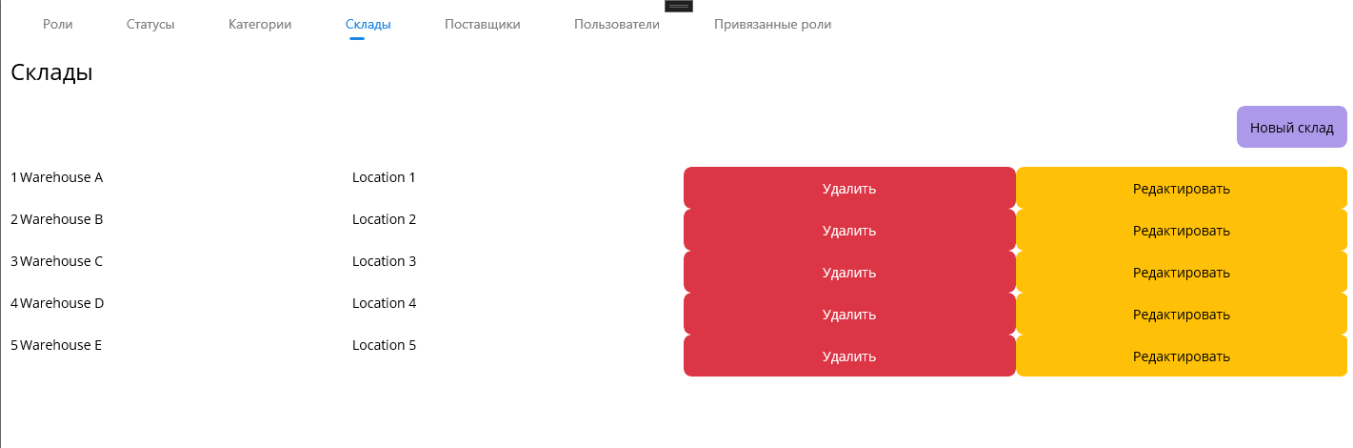 Роли Статусы Категории Склады Поставщики Пользователи Привязанные роли
Склады
Новый склад
1 Warehouse A Location 1 Удалить Редактировать
2 Warehouse B Location 2 Удалить Редактировать
3 Warehouse C Location 3 Удалить Редактировать
4 Warehouse D Location 4 Удалить Редактировать
5 Warehouse E Location 5 Удалить Редактировать